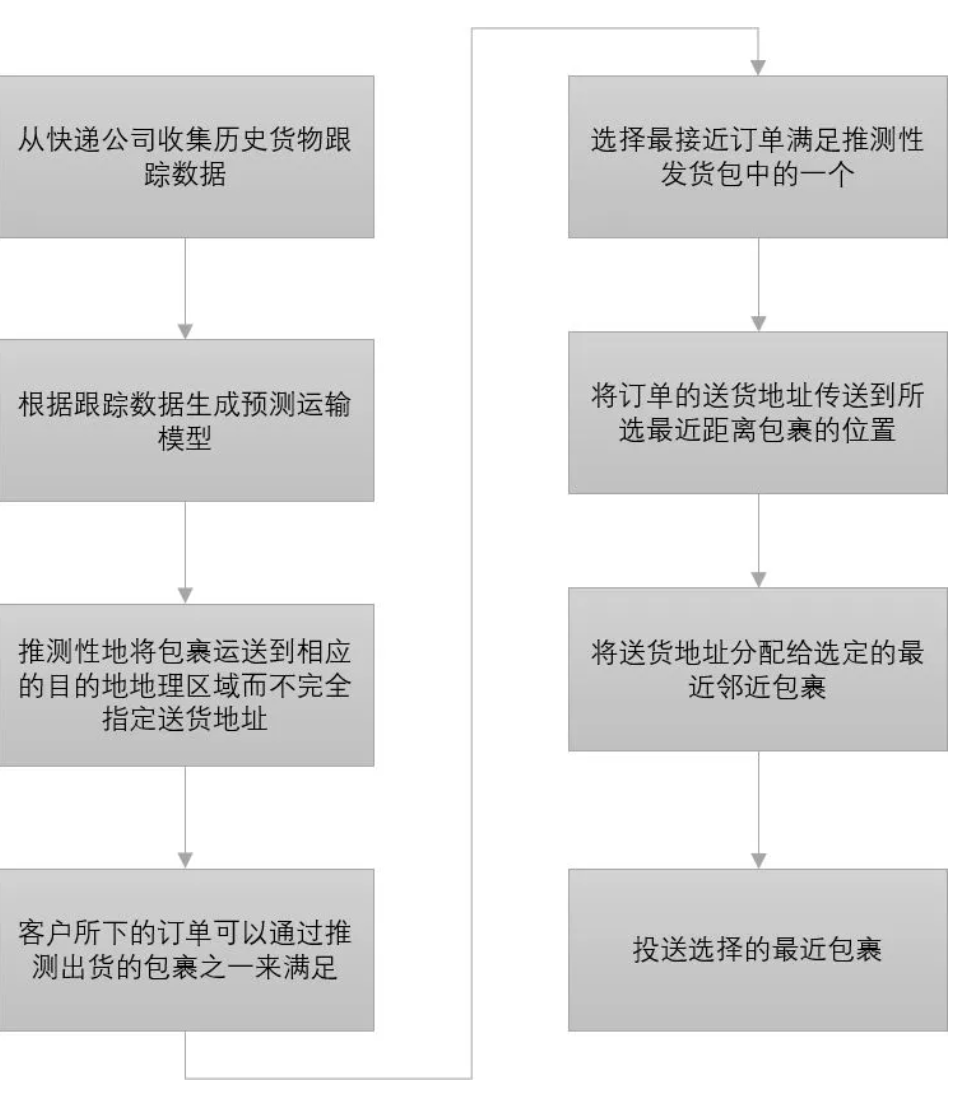 从快递公司收集历史货物跟
踪数据
根据跟踪数据生成预测运输
模型
推测性地将包裹运送到相应
的目的地地理区域而不完全
指定送货地址
客户所下的订单可以通过推
测出货的包裹之一来满足
选择最接近订单满足推测性
发货包中的一个
将订单的送货地址传送到所
选最近距离包裹的位置
将送货地址分配给选定的最
近邻近包裹
投送选择的最近包裹